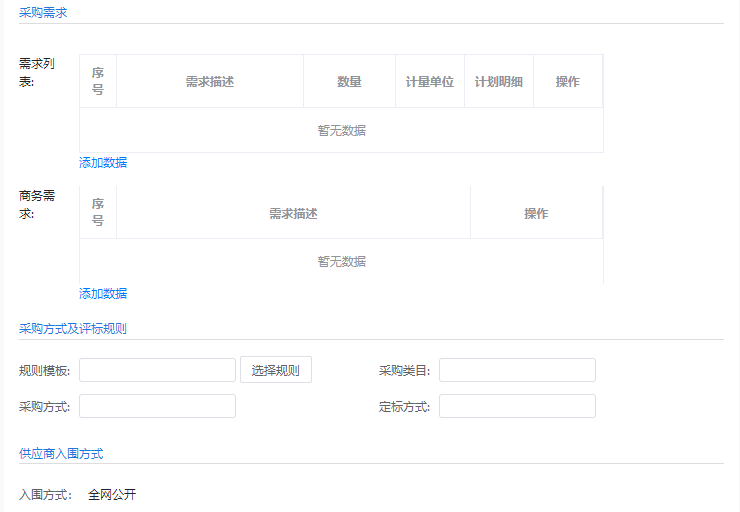 采购需求
需求列表:
序号 需求描述 数量 计量单位 计划明细 操作
暂无数据
添加数据
商务需求:
序号 需求描述 操作
暂无数据
添加数据
采购方式及评标规则
规则模板: 选择规则 采购类目:
采购方式: 定标方式:
供应商入围方式
入围方式: 全网公开